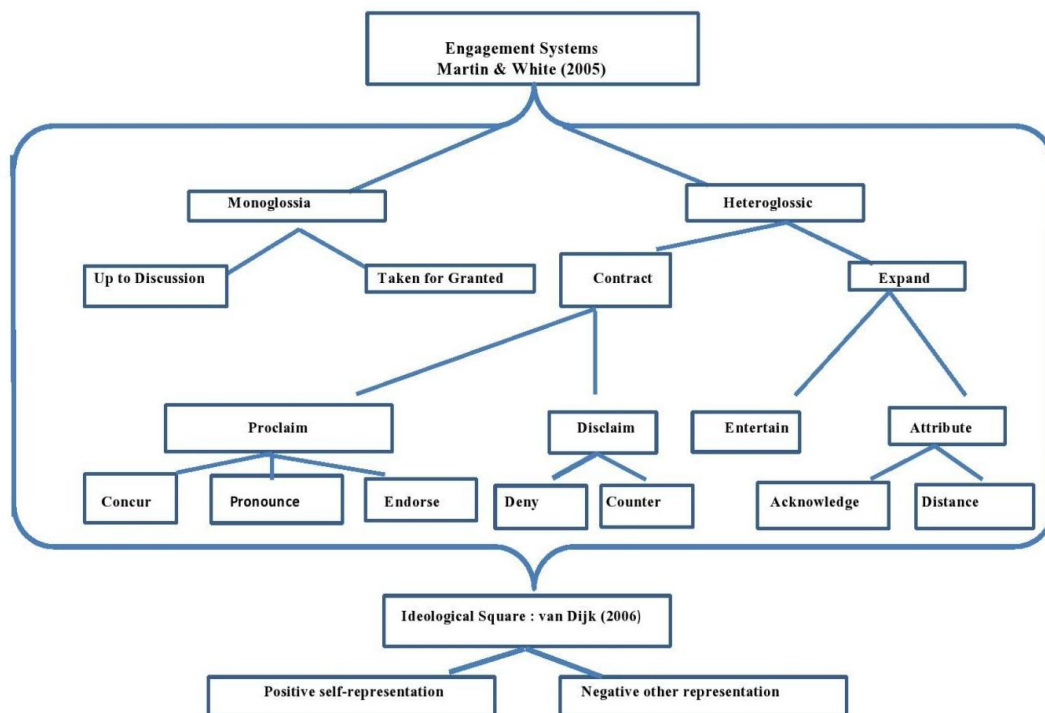 Engagement Systems
Martin & White (2005)
Monoglossia
Heteroglossic
Up to Discussion
Taken for Granted
Contract
Expand
Proclaim
Disclaim
Entertain
Attribute
Concur
Pronounce
Endorse
Deny
Counter
Acknowledge
Distance
Ideological Square : van Dijk (2006)
Positive self-representation
Negative other representation